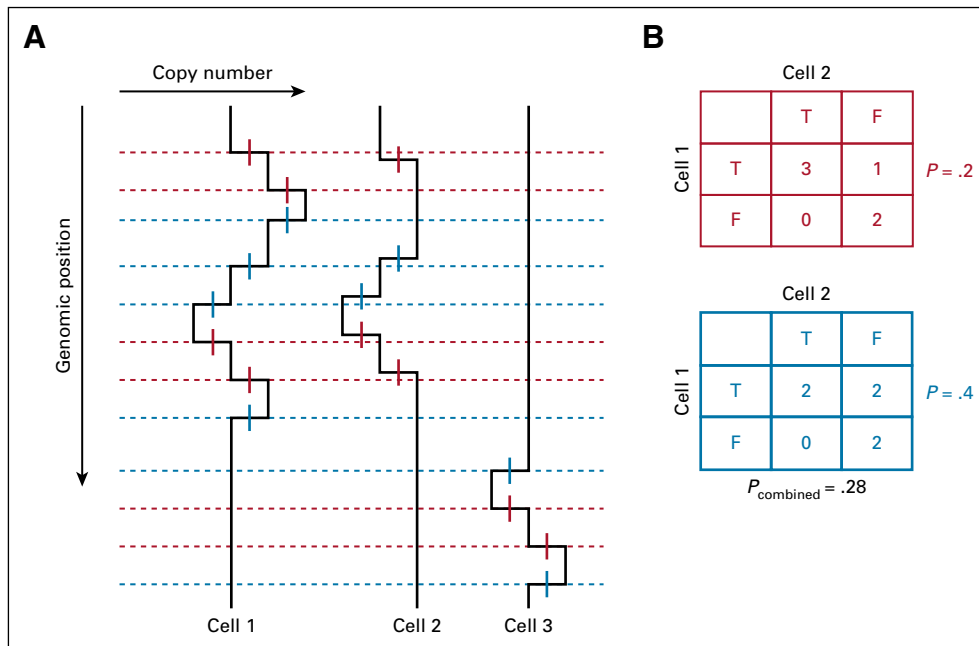 A
Copy number
Genomic position
Cell 1
Cell 2
Cell 3
B
Cell 2
Cell 1
T F
T 3 1
F 0 2
P = .2
Cell 2
Cell 1
T F
T 2 2
F 0 2
P = .4
Pcombined = .28